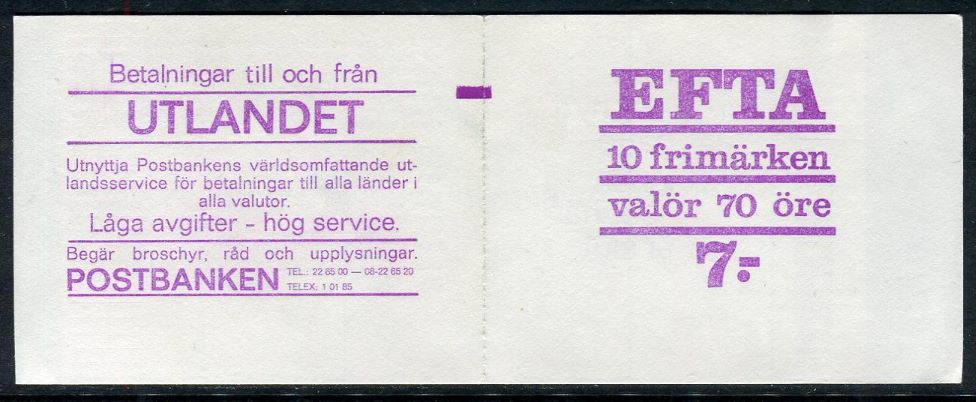 Betalningar till och från
UTLANDET
Utnyttja Postbankens världsomfattande ut-
landsservice för betalningar till alla länder i
alla valutor.
Låga avgifter - hög service.
Begär broschyr, råd och upplysningar.
POSTBANKEN TEL.: 22 65 00 — 08-22 65 20
TELEX: 1 01 85
EFTA
10 frimärken
valör 70 öre
7.-